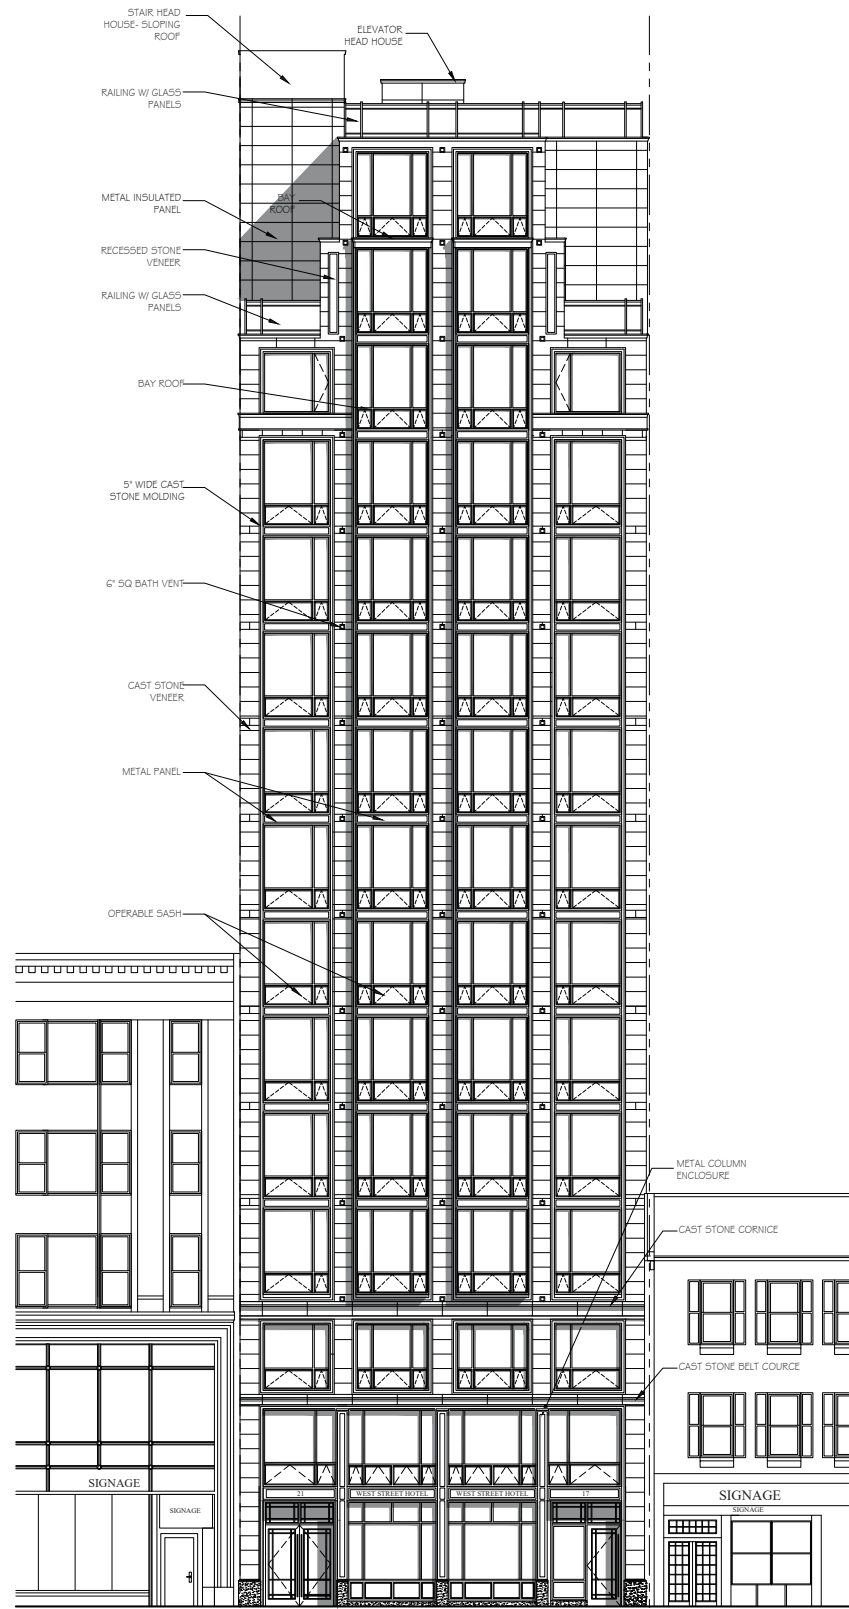 STAIR HEAD
HOUSE- SLOPING
ROOF
ELEVATOR
HEAD HOUSE
RAILING W/ GLASS
PANELS
METAL INSULATED
PANEL
BAY
ROOF
RECESSED STONE
VENEER
RAILING W/ GLASS
PANELS
BAY ROOF
5" WIDE CAST
STONE MOLDING
6" SQ BATH VENT
CAST STONE
VENEER
METAL PANEL
OPERABLE SASH
METAL COLUMN
ENCLOSURE
CAST STONE CORNICE
CAST STONE BELT COURCE
SIGNAGE
SIGNAGE
21
WEST STREET HOTEL
WEST STREET HOTEL
17
SIGNAGE
SIGNAGE